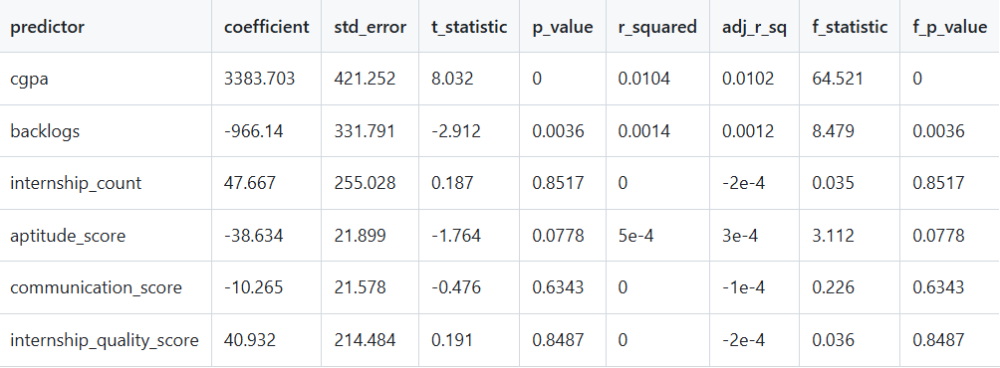 predictor coefficient std_error t_statistic p_value r_squared adj_r_sq f_statistic f_p_value
cgpa 3383.703 421.252 8.032 0 0.0104 0.0102 64.521 0
backlogs -966.14 331.791 -2.912 0.0036 0.0014 0.0012 8.479 0.0036
internship_count 47.667 255.028 0.187 0.8517 0 -2e-4 0.035 0.8517
aptitude_score -38.634 21.899 -1.764 0.0778 5e-4 3e-4 3.112 0.0778
communication_score -10.265 21.578 -0.476 0.6343 0 -1e-4 0.226 0.6343
internship_quality_score 40.932 214.484 0.191 0.8487 0 -2e-4 0.036 0.8487